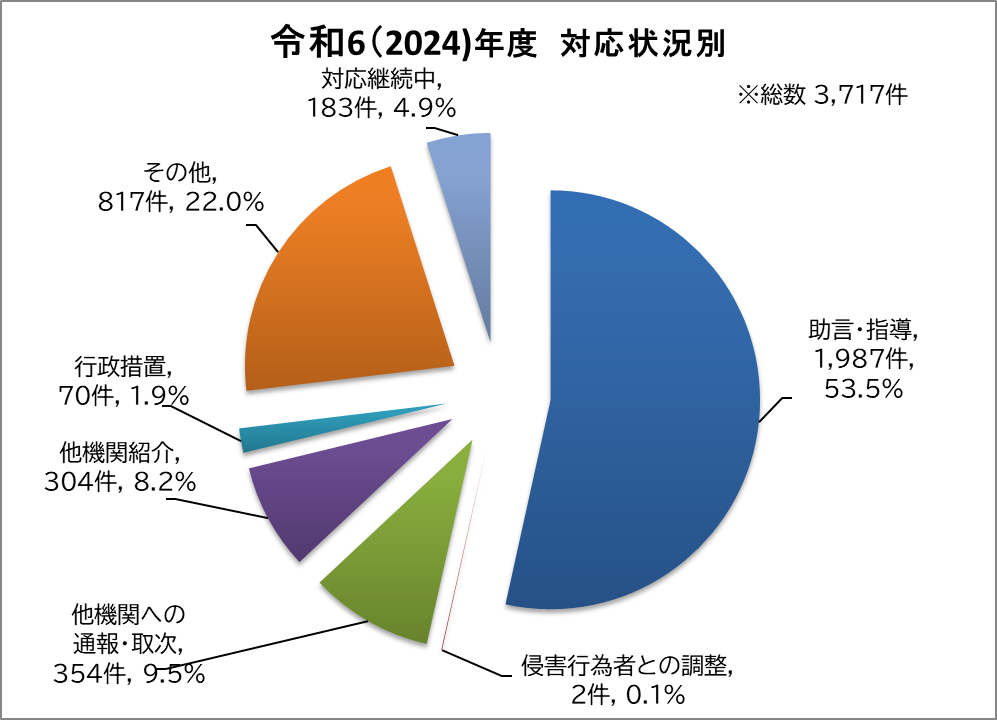 令和6(2024)年度　対応状況別
※総数 3,717件
対応継続中,
183件, 4.9%
その他,
817件, 22.0%
行政措置,
70件, 1.9%
他機関紹介,
304件, 8.2%
他機関への
通報・取次,
354件, 9.5%
侵害行為者との調整,
2件, 0.1%
助言・指導,
1,987件,
53.5%